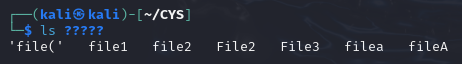 ┌──(kali㉿kali)-[~/CYS]
└─$ ls ?????
'file('   file1   file2   File2   File3   filea   fileA